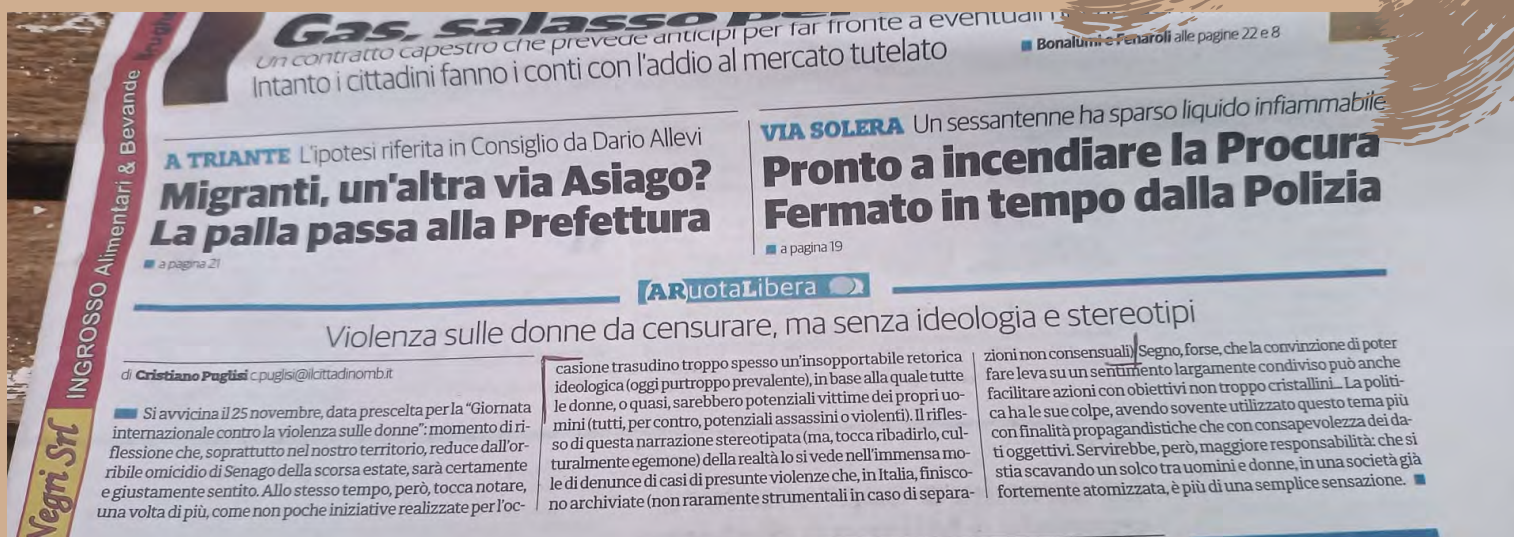 Gas, salasso
Un contratto capestro che prevede anticipi per far fronte a eventuali
Intanto i cittadini fanno i conti con l'addio al mercato tutelato
Bonalumi e Fenaroli alle pagine 22 e 8
INGROSSO Alimentari & Bevande
Negri Srl
A TRIANTE L'ipotesi riferita in Consiglio da Dario Allevi
Migranti, un'altra via Asiago?
La palla passa alla Prefettura
a pagina 21
VIA SOLERA Un sessantenne ha sparso liquido infiammabile
Pronto a incendiare la Procura
Fermato in tempo dalla Polizia
a pagina 19
(ARuotaLibera
Violenza sulle donne da censurare, ma senza ideologia e stereotipi
di Cristiano Puglisi c.puglisi@ilcittadinomb.it
Si avvicina il 25 novembre, data prescelta per la “Giornata
internazionale contro la violenza sulle donne”: momento di ri-
flessione che, soprattutto nel nostro territorio, reduce dall'or-
ribile omicidio di Senago della scorsa estate, sarà certamente
e giustamente sentito. Allo stesso tempo, però, tocca notare,
una volta di più, come non poche iniziative realizzate per l'oc-
casione trasudino troppo spesso un'insopportabile retorica
ideologica (oggi purtroppo prevalente), in base alla quale tutte
le donne, o quasi, sarebbero potenziali vittime dei propri uo-
mini (tutti, per contro, potenziali assassini o violenti). Il rifles-
so di questa narrazione stereotipata (ma, tocca ribadirlo, cul-
turalmente egemone) della realtà lo si vede nell'immensa mo-
le di denunce di casi di presunte violenze che, in Italia, finisco-
no archiviate (non raramente strumentali in caso di separa-
zioni non consensuali). Segno, forse, che la convinzione di poter
fare leva su un sentimento largamente condiviso può anche
facilitare azioni con obiettivi non troppo cristallini... La politi-
ca ha le sue colpe, avendo sovente utilizzato questo tema più
con finalità propagandistiche che con consapevolezza dei da-
ti oggettivi. Servirebbe, però, maggiore responsabilità: che si
stia scavando un solco tra uomini e donne, in una società già
fortemente atomizzata, è più di una semplice sensazione.